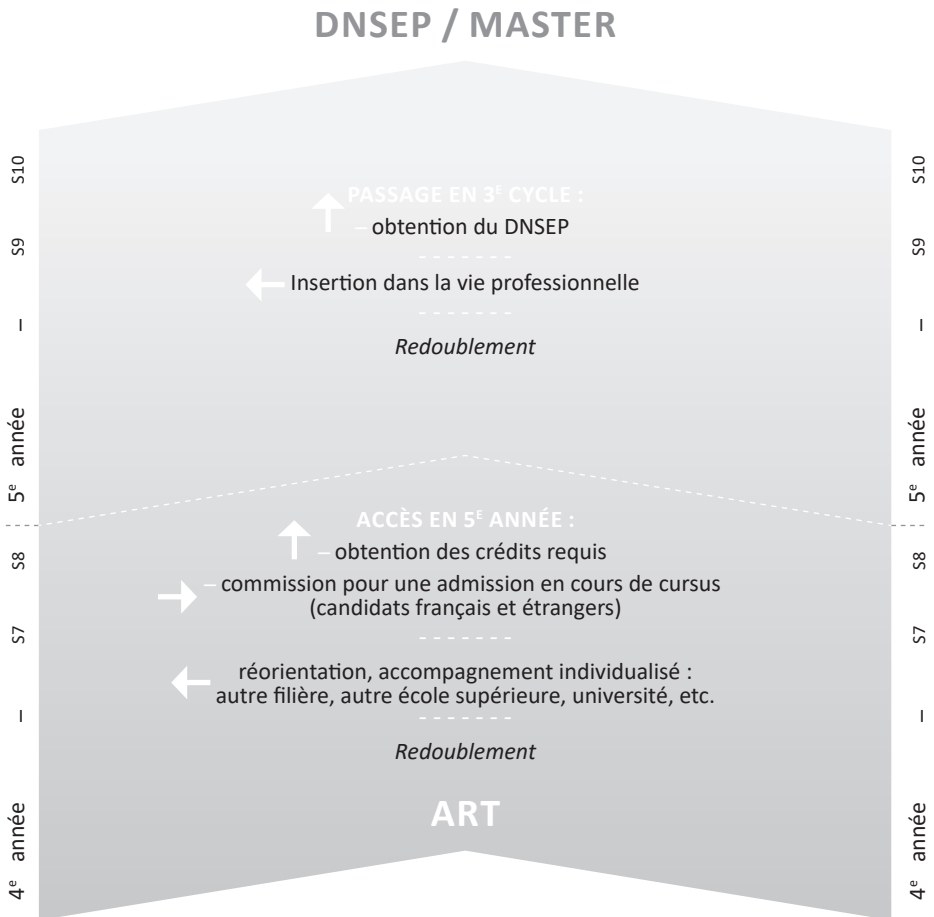 DNSEP / MASTER
PASSAGE EN 3E CYCLE :
– obtention du DNSEP
Insertion dans la vie professionnelle
Redoublement
ACCÈS EN 5E ANNÉE :
– obtention des crédits requis
– commission pour une admission en cours de cursus
(candidats français et étrangers)
réorientation, accompagnement individualisé :
autre filière, autre école supérieure, université, etc.
Redoublement
ART
4e année – S7 S8
5e année – S9 S10
4e année – S7 S8
5e année – S9 S10